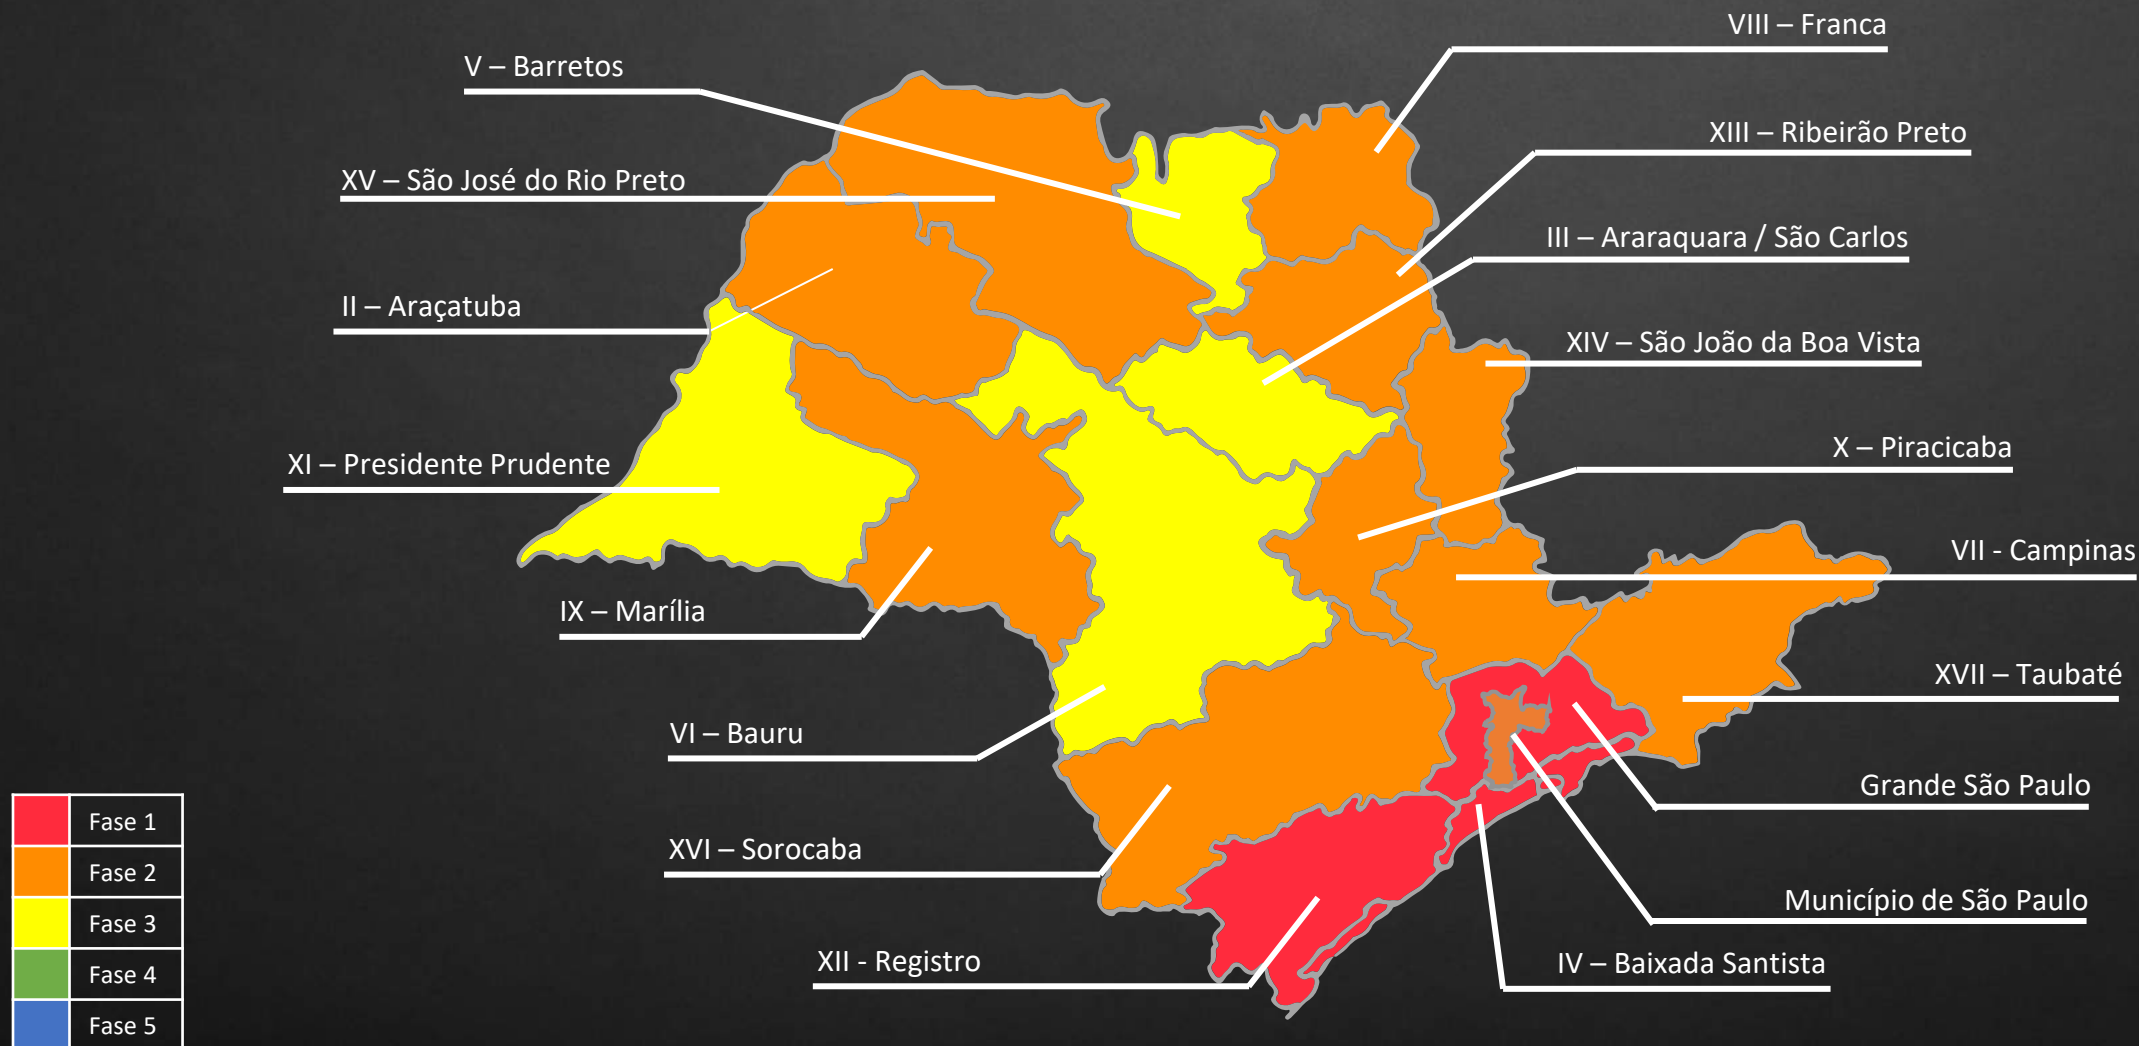 VIII – Franca
V – Barretos
XIII – Ribeirão Preto
XV – São José do Rio Preto
III – Araraquara / São Carlos
II – Araçatuba
XIV – São João da Boa Vista
X – Piracicaba
XI – Presidente Prudente
VII - Campinas
IX – Marília
XVII – Taubaté
VI – Bauru
Grande São Paulo
XVI – Sorocaba
Município de São Paulo
XII - Registro
IV – Baixada Santista
Fase 1
Fase 2
Fase 3
Fase 4
Fase 5